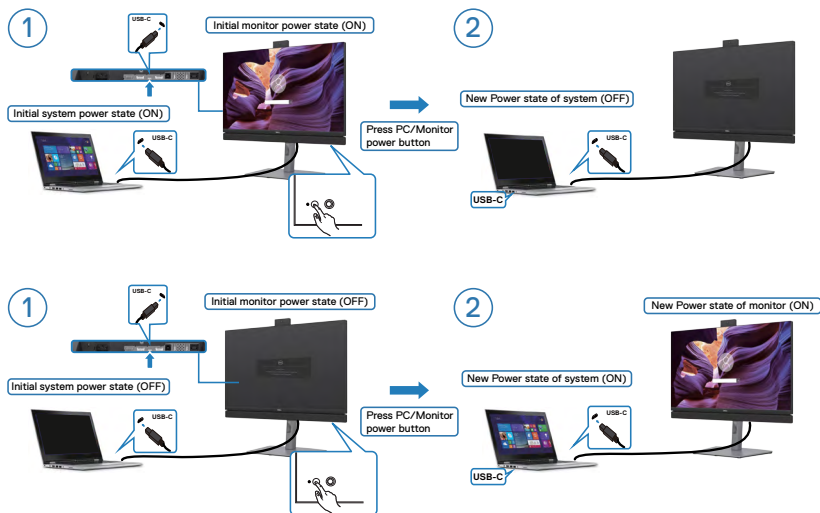 1
USB-C
Initial monitor power state (ON)
Initial system power state (ON)
USB-C
Press PC/Monitor
power button
2
New Power state of system (OFF)
USB-C
USB-C
1
USB-C
Initial monitor power state (OFF)
Initial system power state (OFF)
USB-C
Press PC/Monitor
power button
2
New Power state of monitor (ON)
New Power state of system (ON)
USB-C
USB-C